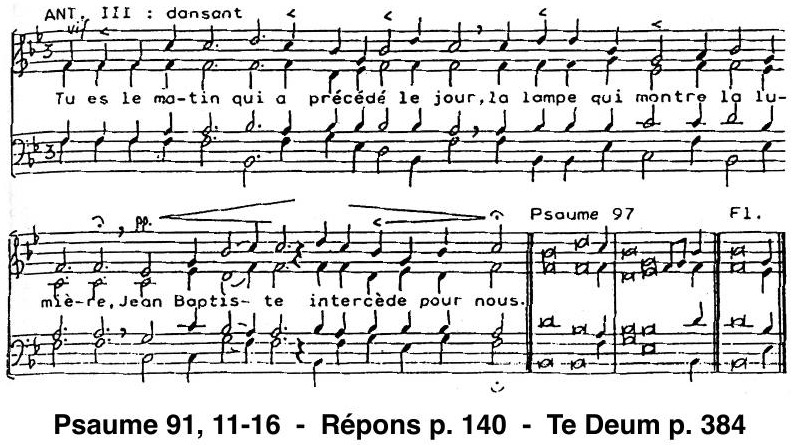 ANT. III : dansant
vif
Tu es le ma-tin qui a précédé le jour, la lampe qui montre la lu-
pp. Psaume 97 Fl.
miè-re, Jean Baptis- te intercède pour nous.
Psaume 91, 11-16 - Répons p. 140 - Te Deum p. 384